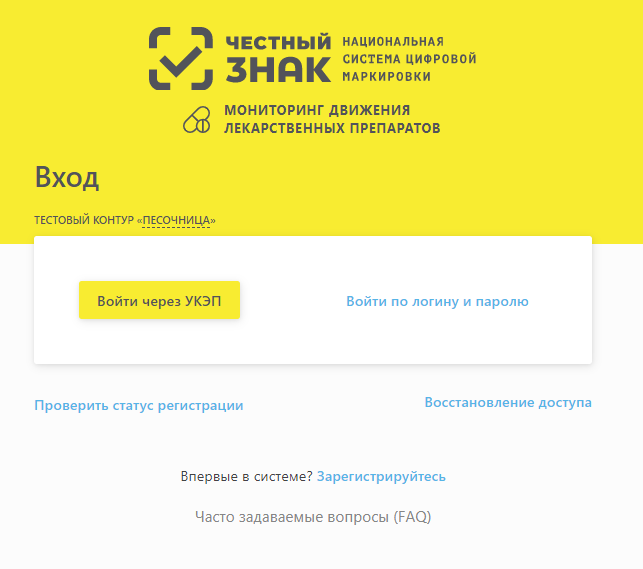 ЧЕСТНЫЙ
ЗНАК
НАЦИОНАЛЬНАЯ
СИСТЕМА ЦИФРОВОЙ
МАРКИРОВКИ
МОНИТОРИНГ ДВИЖЕНИЯ
ЛЕКАРСТВЕННЫХ ПРЕПАРАТОВ
Вход
ТЕСТОВЫЙ КОНТУР «ПЕСОЧНИЦА»
Войти через УКЭП
Войти по логину и паролю
Проверить статус регистрации
Восстановление доступа
Впервые в системе? Зарегистрируйтесь
Часто задаваемые вопросы (FAQ)